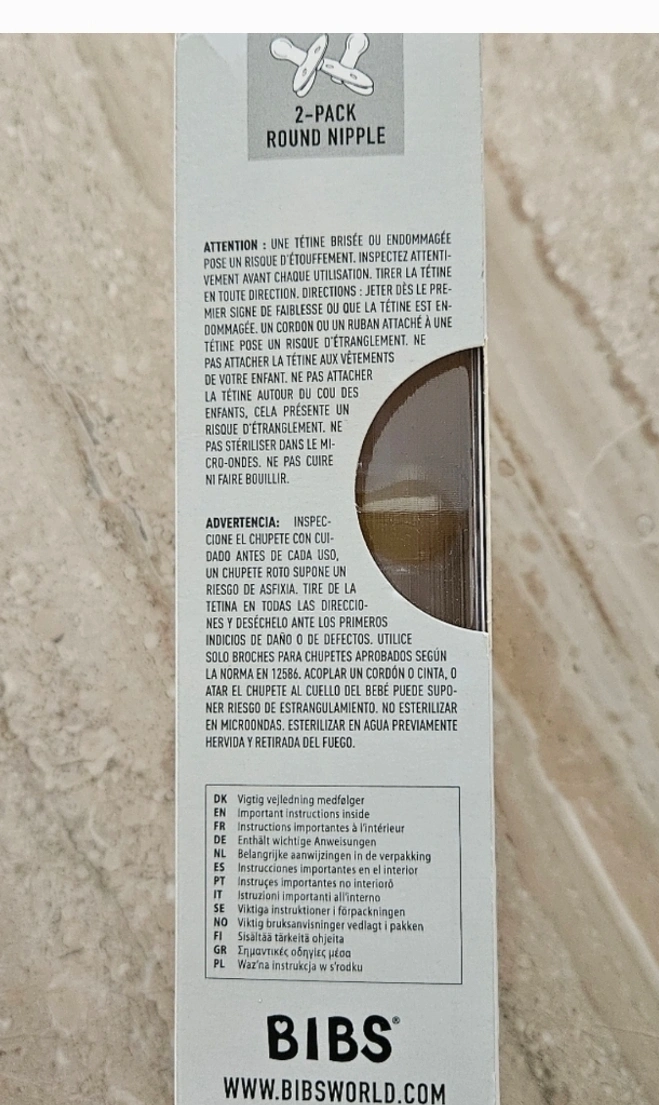 2-PACK
ROUND NIPPLE
ATTENTION : UNE TÉTINE BRISÉE OU ENDOMMAGÉE
POSE UN RISQUE D'ÉTOUFFEMENT. INSPECTEZ ATTENTI-
VEMENT AVANT CHAQUE UTILISATION. TIRER LA TÉTINE
EN TOUTE DIRECTION. DIRECTIONS : JETER DÈS LE PRE-
MIER SIGNE DE FAIBLESSE OU QUE LA TÉTINE EST EN-
DOMMAGÉE. UN CORDON OU UN RUBAN ATTACHÉ À UNE
TÉTINE POSE UN RISQUE D'ÉTRANGLEMENT. NE
PAS ATTACHER LA TÉTINE AUX VÊTEMENTS
DE VOTRE ENFANT. NE PAS ATTACHER
LA TÉTINE AUTOUR DU COU DES
ENFANTS, CELA PRÉSENTE UN
RISQUE D'ÉTRANGLEMENT. NE
PAS STÉRILISER DANS LE MI-
CRO-ONDES. NE PAS CUIRE
NI FAIRE BOUILLIR.
ADVERTENCIA: INSPEC-
CIONE EL CHUPETE CON CUI-
DADO ANTES DE CADA USO,
UN CHUPETE ROTO SUPONE UN
RIESGO DE ASFIXIA. TIRE DE LA
TETINA EN TODAS LAS DIRECCIO-
NES Y DESÉCHELO ANTE LOS PRIMEROS
INDICIOS DE DAÑO O DE DEFECTOS. UTILICE
SOLO BROCHES PARA CHUPETES APROBADOS SEGÚN
LA NORMA EN 12586. ACOPLAR UN CORDÓN O CINTA, O
ATAR EL CHUPETE AL CUELLO DEL BEBÉ PUEDE SUPO-
NER RIESGO DE ESTRANGULAMIENTO. NO ESTERILIZAR
EN MICROONDAS. ESTERILIZAR EN AGUA PREVIAMENTE
HERVIDA Y RETIRADA DEL FUEGO.
DK Vigtig vejledning medfølger
EN Important instructions inside
FR Instructions importantes à l'intérieur
DE Enthält wichtige Anweisungen
NL Belangrijke aanwijzingen in de verpakking
ES Instrucciones importantes en el interior
PT Instruçes importantes no interiorõ
IT Istruzioni importanti all'interno
SE Viktiga instruktioner i förpackningen
NO Viktig bruksanvisninger vedlagt i pakken
FI Sisältää tärkeitä ohjeita
GR Σημαντικές οδηγίες μέσα
PL Waz'na instrukcja w s'rodku
BIBS®
WWW.BIBSWORLD.COM